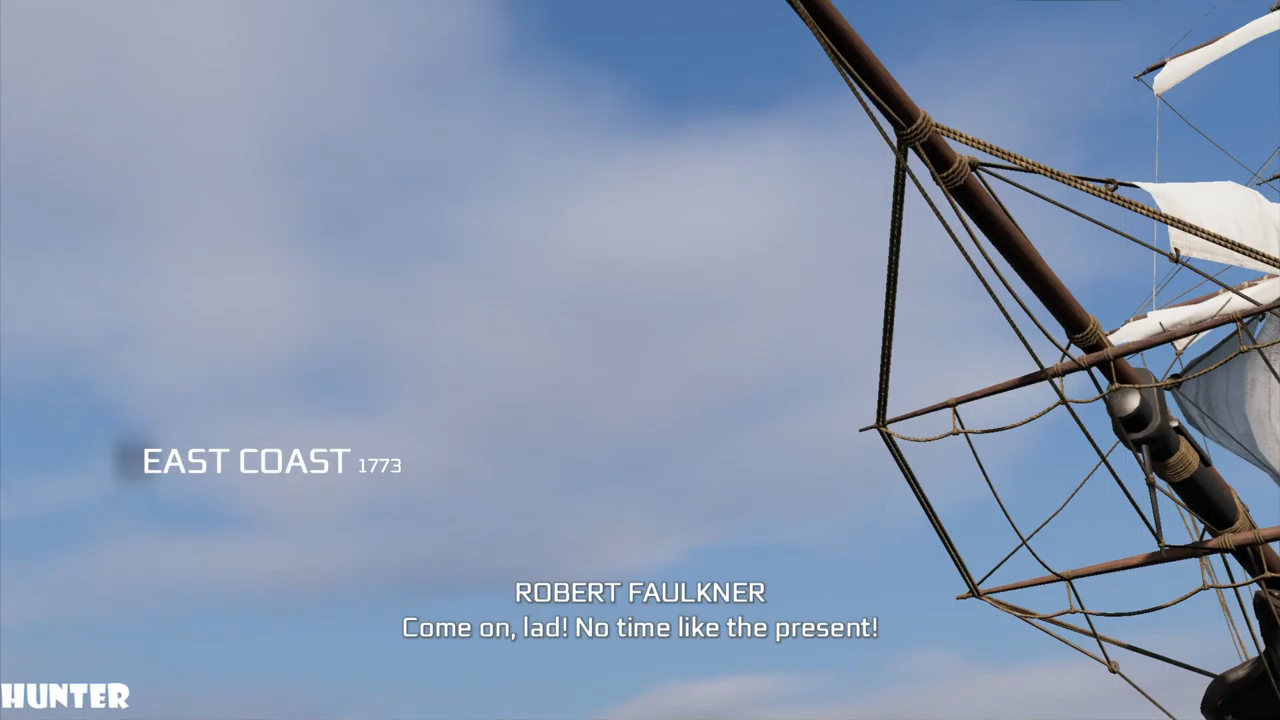 EAST COAST 1773
ROBERT FAULKNER
Come on, lad! No time like the present!
HUNTER